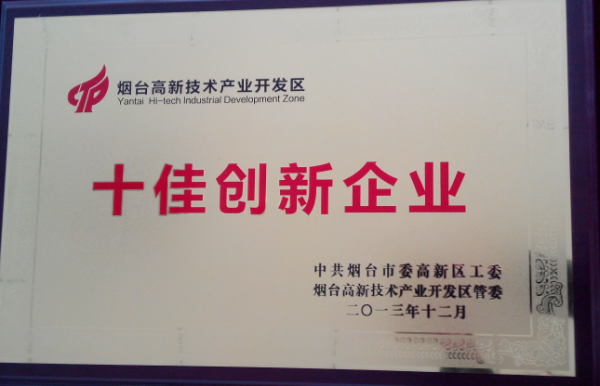 烟台高新技术产业开发区
Yantai Hi-tech Industrial Development Zone
十佳创新企业
中共烟台市委高新区工委
烟台高新技术产业开发区管委
二〇一三年十二月